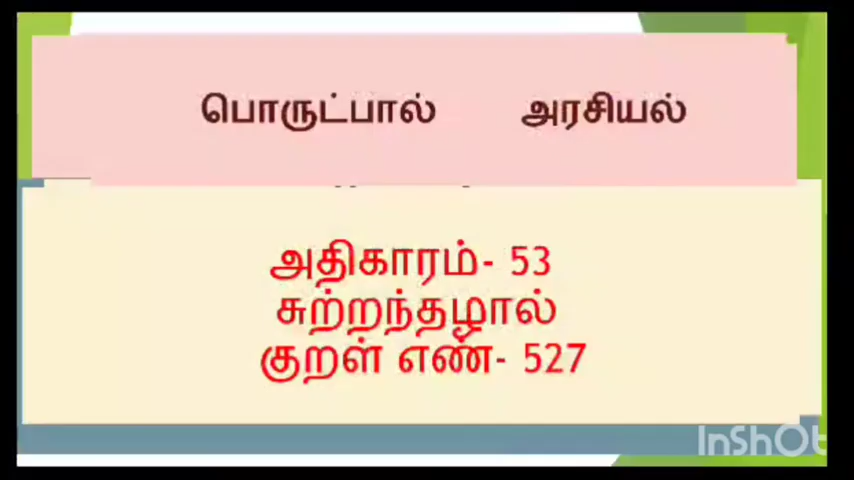 பொருட்பால் அரசியல்
அதிகாரம்- 53
சுற்றந்தழால்
குறள் எண்- 527
InShOt